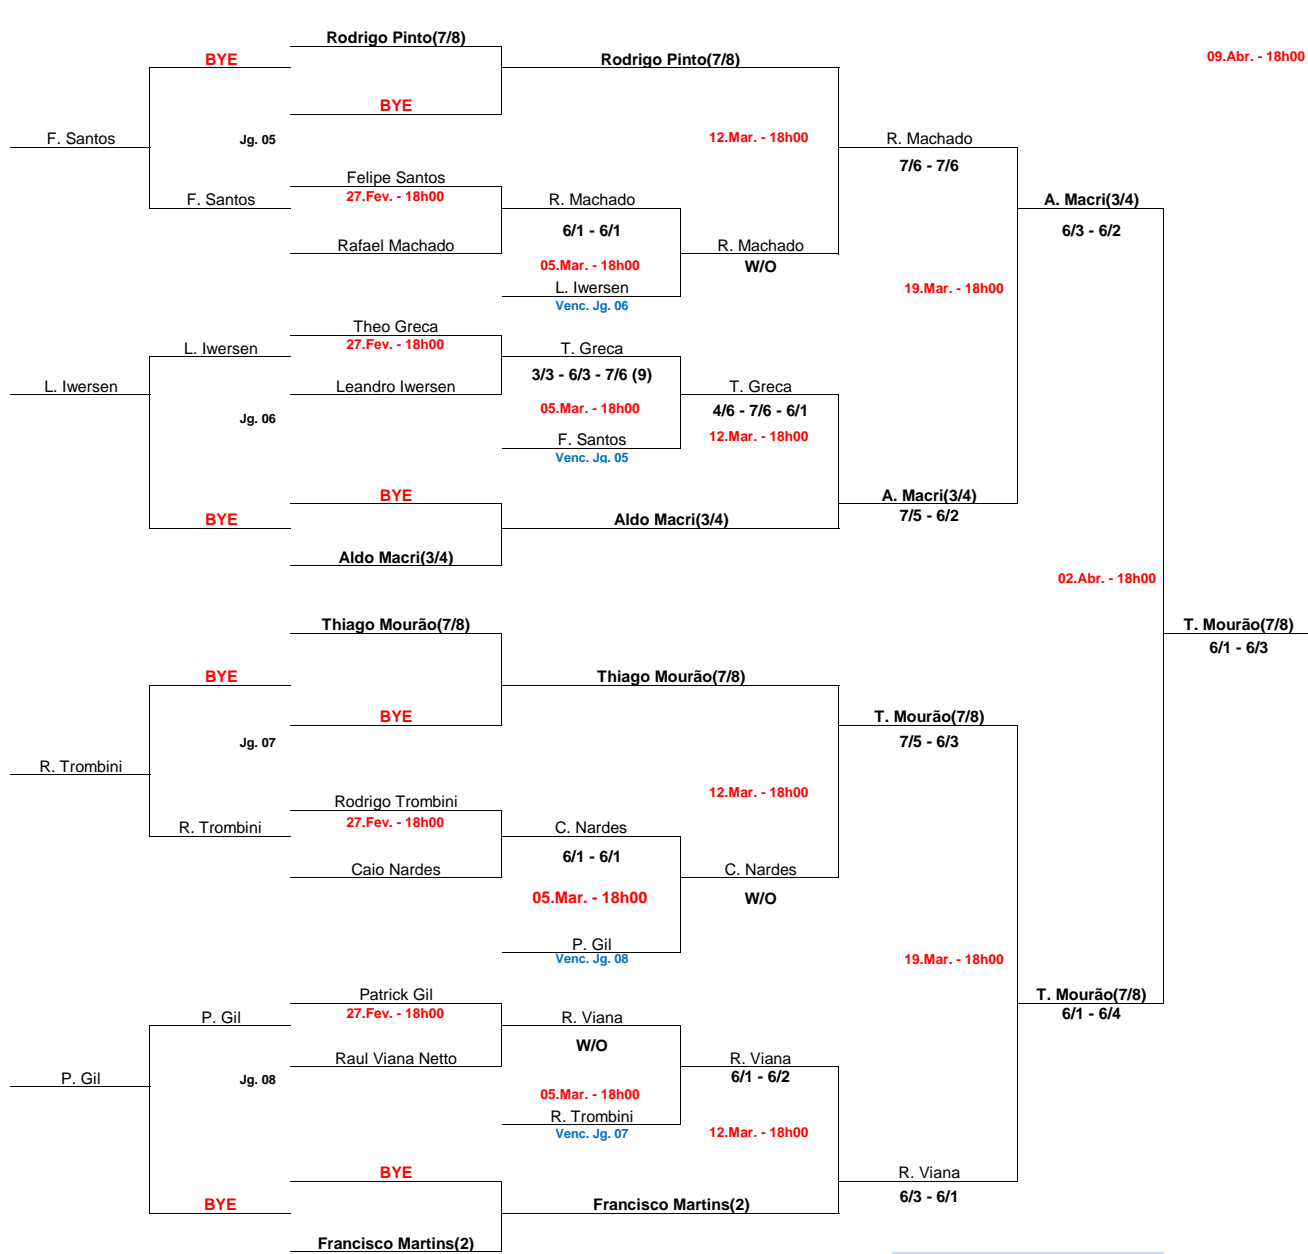 Rodrigo Pinto(7/8)
BYE
Rodrigo Pinto(7/8)
09.Abr. - 18h00
BYE
F. Santos
Jg. 05
12.Mar. - 18h00
R. Machado
7/6 - 7/6
Felipe Santos
27.Fev. - 18h00
F. Santos
R. Machado
A. Macri(3/4)
6/1 - 6/1
6/3 - 6/2
Rafael Machado
R. Machado
05.Mar. - 18h00
W/O
L. Iwersen
19.Mar. - 18h00
Venc. Jg. 06
Theo Greca
27.Fev. - 18h00
L. Iwersen
T. Greca
3/3 - 6/3 - 7/6 (9)
L. Iwersen
Leandro Iwersen
T. Greca
05.Mar. - 18h00
4/6 - 7/6 - 6/1
Jg. 06
12.Mar. - 18h00
F. Santos
Venc. Jg. 05
BYE
A. Macri(3/4)
7/5 - 6/2
BYE
Aldo Macri(3/4)
Aldo Macri(3/4)
02.Abr. - 18h00
Thiago Mourão(7/8)
T. Mourão(7/8)
6/1 - 6/3
BYE
Thiago Mourão(7/8)
BYE
T. Mourão(7/8)
Jg. 07
7/5 - 6/3
R. Trombini
12.Mar. - 18h00
Rodrigo Trombini
27.Fev. - 18h00
R. Trombini
C. Nardes
6/1 - 6/1
Caio Nardes
C. Nardes
05.Mar. - 18h00
W/O
P. Gil
Venc. Jg. 08
19.Mar. - 18h00
Patrick Gil
T. Mourão(7/8)
27.Fev. - 18h00
6/1 - 6/4
P. Gil
R. Viana
W/O
Raul Viana Netto
R. Viana
P. Gil
Jg. 08
6/1 - 6/2
05.Mar. - 18h00
R. Trombini
Venc. Jg. 07
12.Mar. - 18h00
BYE
R. Viana
6/3 - 6/1
BYE
Francisco Martins(2)
Francisco Martins(2)